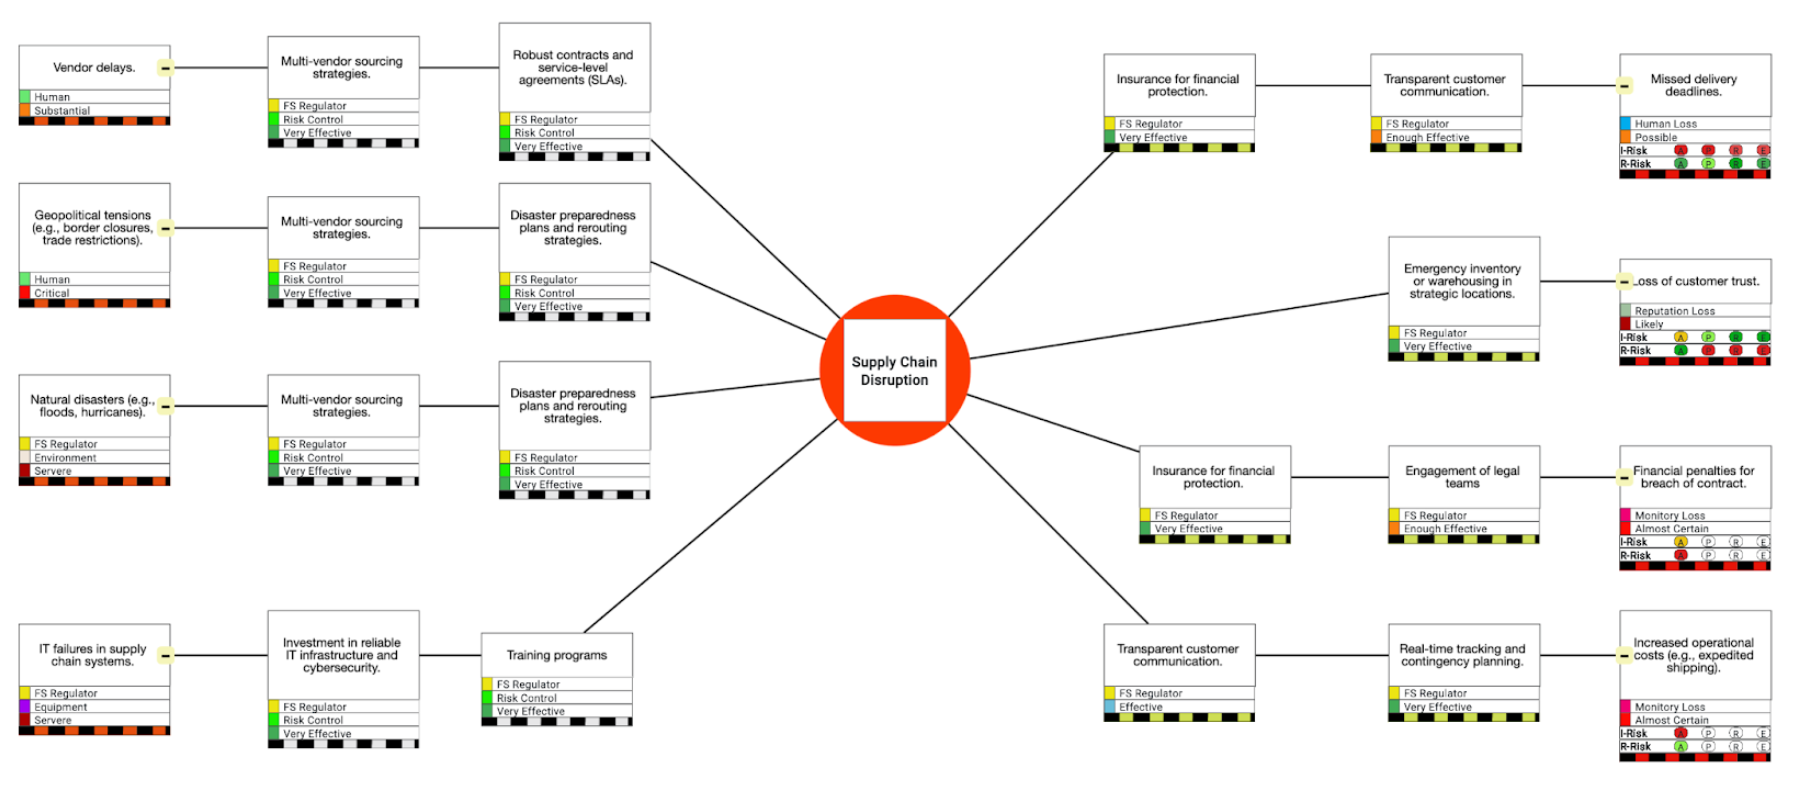 Vendor delays.
Human
Substantial
Multi-vendor sourcing
strategies.
FS Regulator
Risk Control
Very Effective
Robust contracts and
service-level
agreements (SLAs).
FS Regulator
Risk Control
Very Effective
Geopolitical tensions
(e.g., border closures,
trade restrictions).
Human
Critical
Multi-vendor sourcing
strategies.
FS Regulator
Risk Control
Very Effective
Disaster preparedness
plans and rerouting
strategies.
FS Regulator
Risk Control
Very Effective
Natural disasters (e.g.,
floods, hurricanes).
FS Regulator
Environment
Servere
Multi-vendor sourcing
strategies.
FS Regulator
Risk Control
Very Effective
Disaster preparedness
plans and rerouting
strategies.
FS Regulator
Risk Control
Very Effective
IT failures in supply
chain systems.
FS Regulator
Equipment
Servere
Investment in reliable
IT infrastructure and
cybersecurity.
FS Regulator
Risk Control
Very Effective
Training programs
FS Regulator
Risk Control
Very Effective
Supply Chain
Disruption
Insurance for financial
protection.
FS Regulator
Very Effective
Transparent customer
communication.
FS Regulator
Enough Effective
Missed delivery
deadlines.
Human Loss
Possible
I-Risk A P R E
R-Risk A P R E
Emergency inventory
or warehousing in
strategic locations.
FS Regulator
Very Effective
Loss of customer trust.
Reputation Loss
Likely
I-Risk A P R E
R-Risk A P R E
Insurance for financial
protection.
FS Regulator
Very Effective
Engagement of legal
teams
FS Regulator
Enough Effective
Financial penalties for
breach of contract.
Monitory Loss
Almost Certain
I-Risk A P R E
R-Risk A P R E
Transparent customer
communication.
FS Regulator
Effective
Real-time tracking and
contingency planning.
FS Regulator
Very Effective
Increased operational
costs (e.g., expedited
shipping).
Monitory Loss
Almost Certain
I-Risk A P R E
R-Risk A P R E